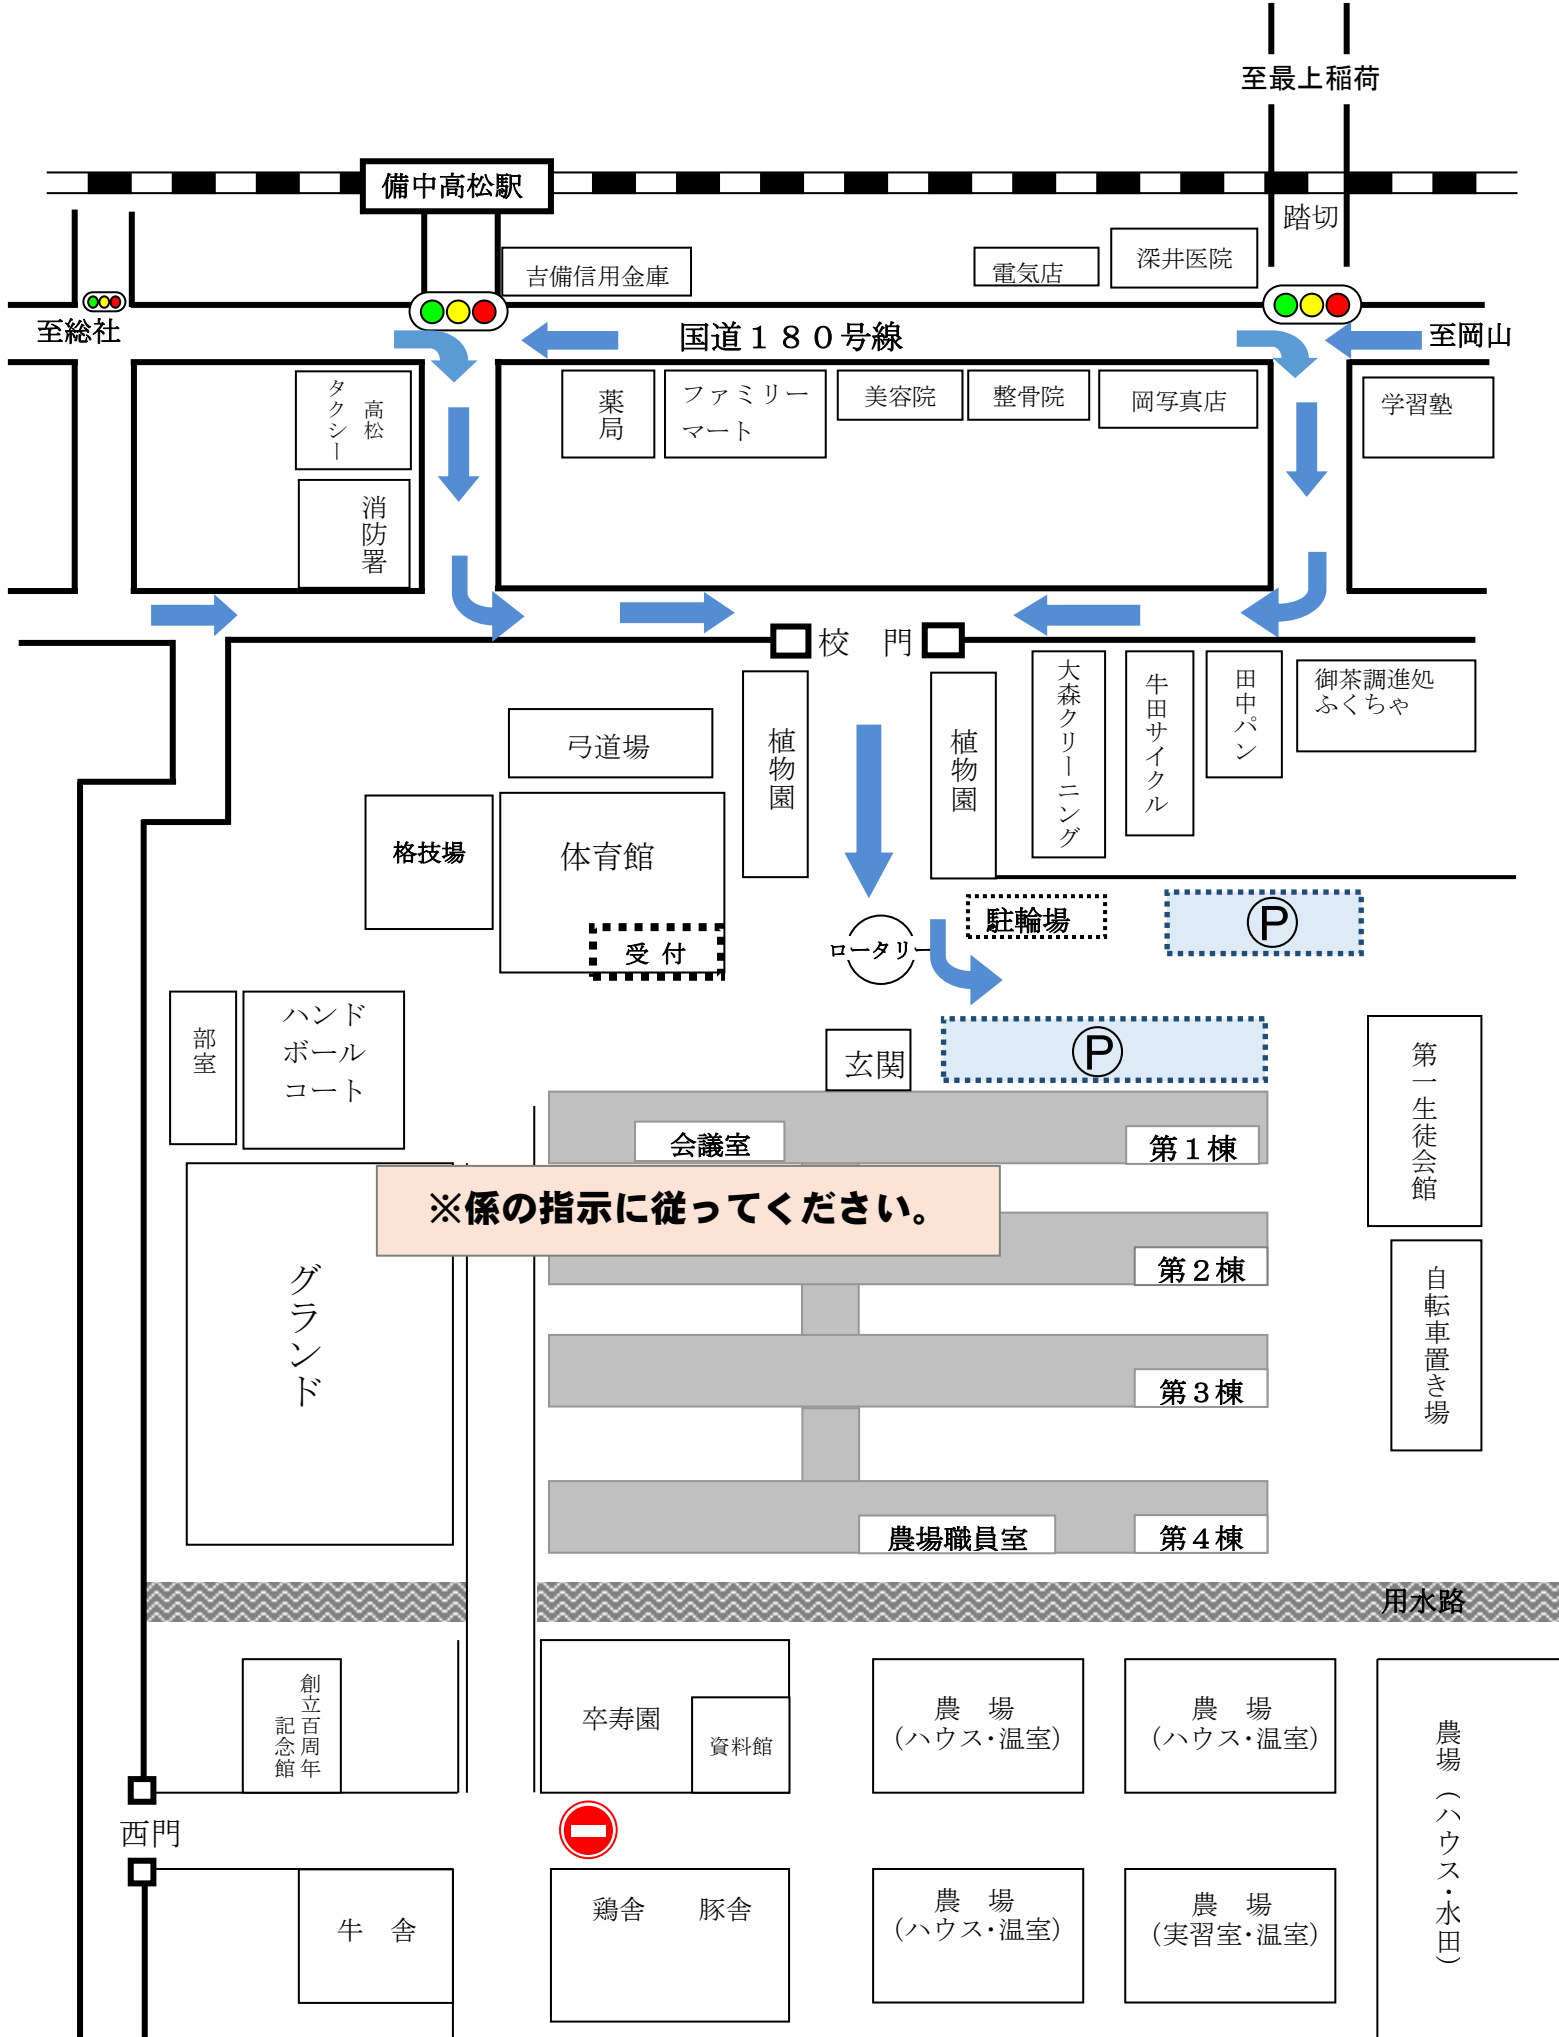 至最上稲荷
備中高松駅
踏切
吉備信用金庫
電気店
深井医院
至総社
国道１８０号線
至岡山
高松
タクシー
薬局
ファミリー
マート
美容院
整骨院
岡写真店
学習塾
消防署
校　門
大森クリーニング
牛田サイクル
田中パン
御茶調進処
ふくちゃ
弓道場
植物園
植物園
格技場
体育館
受 付
ロータリー
駐輪場
P
部室
ハンド
ボール
コート
玄関
P
第一生徒会館
会議室
第１棟
※係の指示に従ってください。
グランド
第２棟
自転車置き場
第３棟
農場職員室
第４棟
用水路
創立百周年
記念館
卒寿園
資料館
農　場
（ハウス・温室）
農　場
（ハウス・温室）
農場（ハウス・水田）
西門
牛　舎
鶏舎　　豚舎
農　場
（ハウス・温室）
農　場
（実習室・温室）